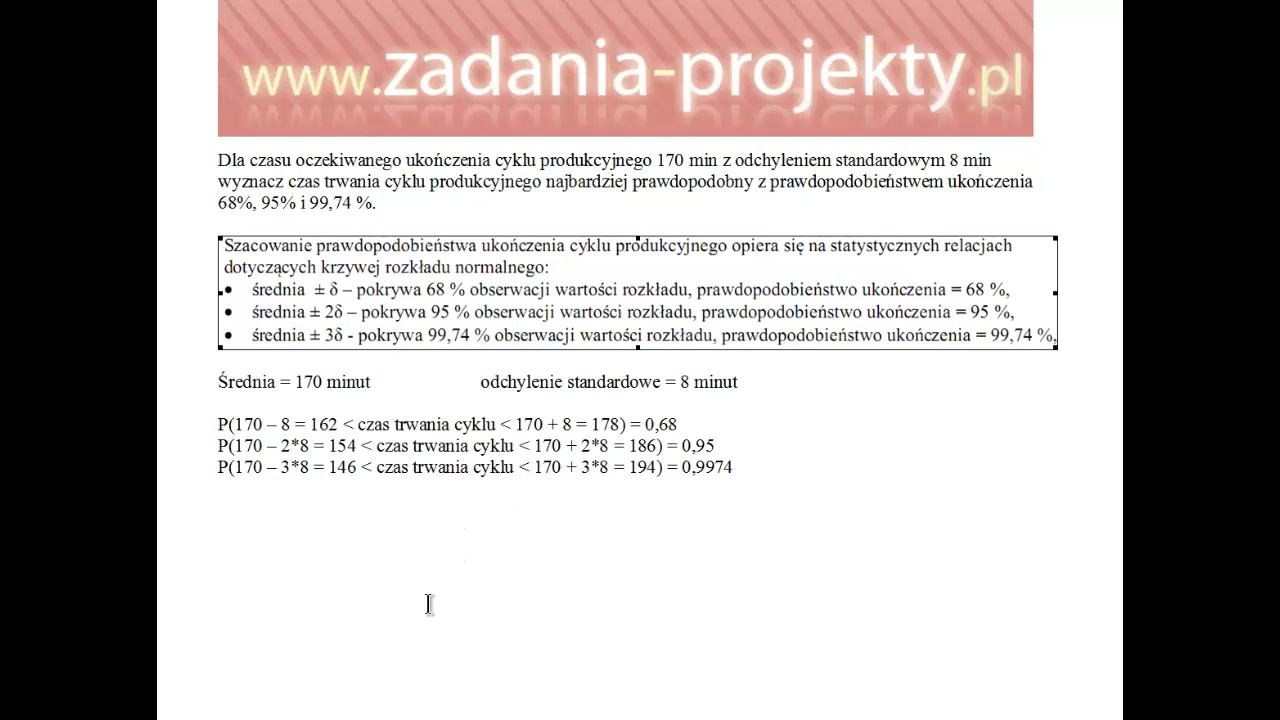 www.zadania-projekty.pl
Dla czasu oczekiwanego ukończenia cyklu produkcyjnego 170 min z odchyleniem standardowym 8 min
wyznacz czas trwania cyklu produkcyjnego najbardziej prawdopodobny z prawdopodobieństwem ukończenia
68%, 95% i 99,74 %.
Szacowanie prawdopodobieństwa ukończenia cyklu produkcyjnego opiera się na statystycznych relacjach
dotyczących krzywej rozkładu normalnego:
• średnia ± δ – pokrywa 68 % obserwacji wartości rozkładu, prawdopodobieństwo ukończenia = 68 %,
• średnia ± 2δ – pokrywa 95 % obserwacji wartości rozkładu, prawdopodobieństwo ukończenia = 95 %,
• średnia ± 3δ - pokrywa 99,74 % obserwacji wartości rozkładu, prawdopodobieństwo ukończenia = 99,74 %,
Średnia = 170 minut odchylenie standardowe = 8 minut
P(170 – 8 = 162 < czas trwania cyklu < 170 + 8 = 178) = 0,68
P(170 – 2*8 = 154 < czas trwania cyklu < 170 + 2*8 = 186) = 0,95
P(170 – 3*8 = 146 < czas trwania cyklu < 170 + 3*8 = 194) = 0,9974